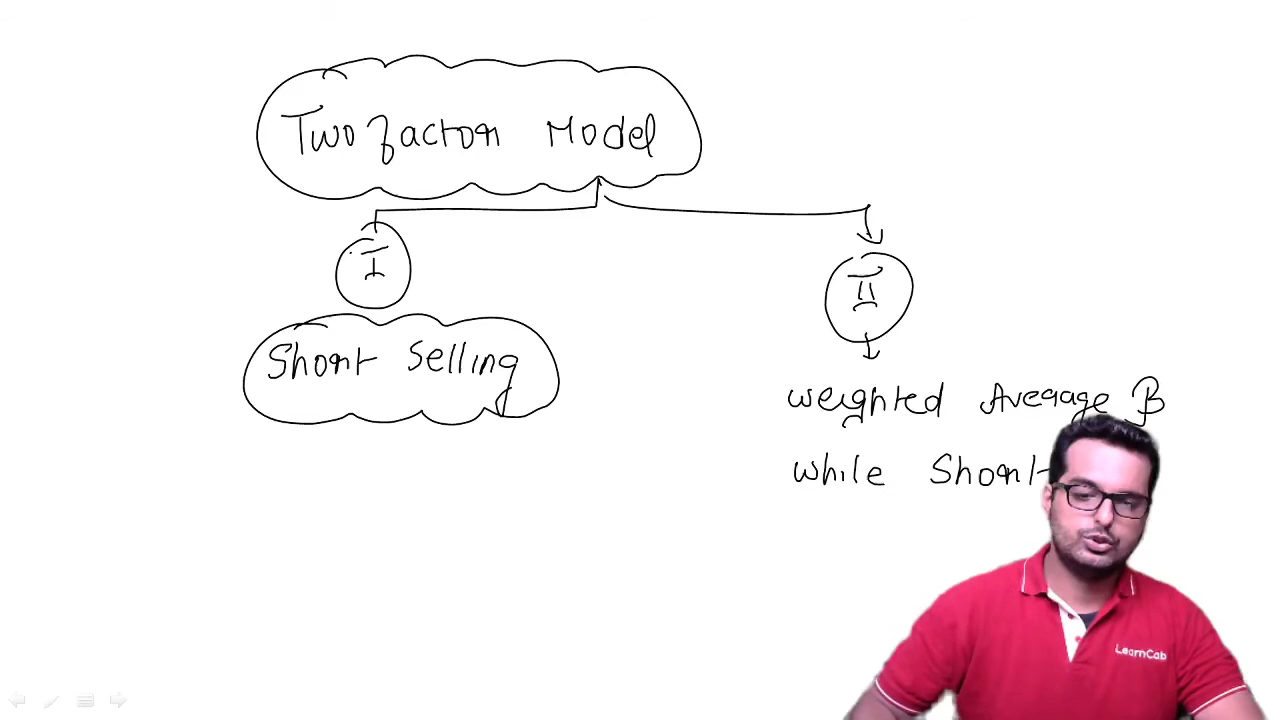 Two factor Model
I
II
Short Selling
weighted Average β
while Short
LearnCab